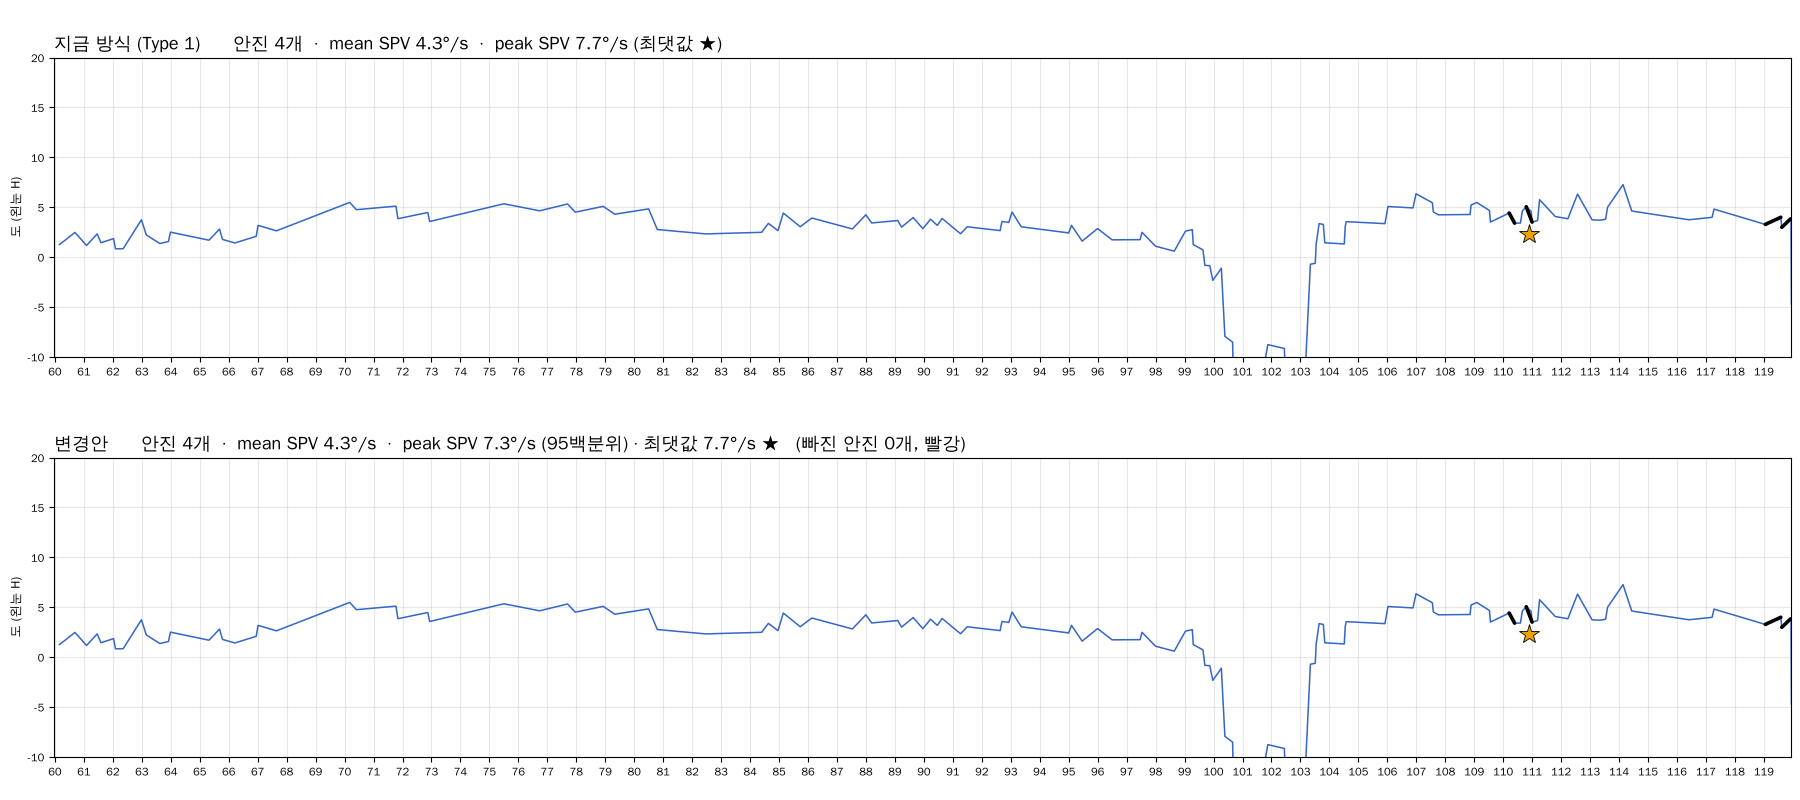 지금 방식 (Type 1) 안진 4개 · mean SPV 4.3°/s · peak SPV 7.7°/s (최댓값 ★)
20
15
10
5
0
-5
-10
도 (왼눈 H)
60 61 62 63 64 65 66 67 68 69 70 71 72 73 74 75 76 77 78 79 80 81 82 83 84 85 86 87 88 89 90 91 92 93 94 95 96 97 98 99 100 101 102 103 104 105 106 107 108 109 110 111 112 113 114 115 116 117 118 119
변경안 안진 4개 · mean SPV 4.3°/s · peak SPV 7.3°/s (95백분위) · 최댓값 7.7°/s ★ (빠진 안진 0개, 빨강)
20
15
10
5
0
-5
-10
도 (왼눈 H)
60 61 62 63 64 65 66 67 68 69 70 71 72 73 74 75 76 77 78 79 80 81 82 83 84 85 86 87 88 89 90 91 92 93 94 95 96 97 98 99 100 101 102 103 104 105 106 107 108 109 110 111 112 113 114 115 116 117 118 119